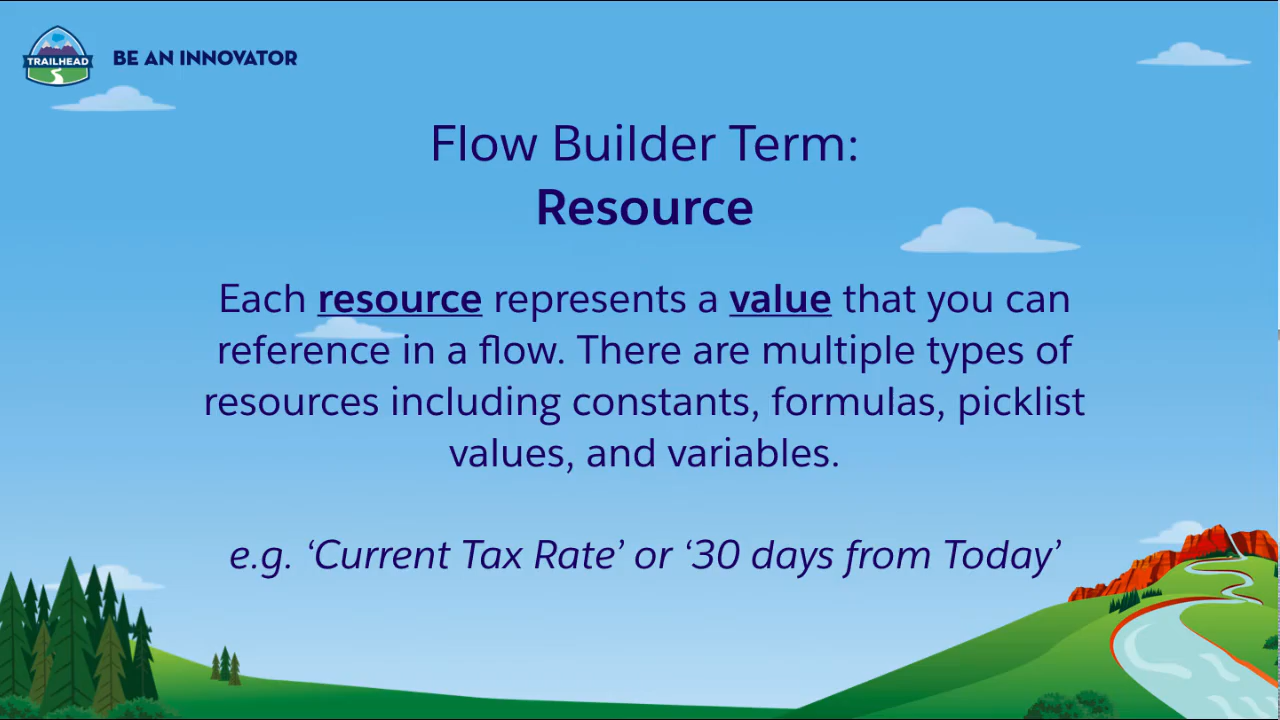 TRAILHEAD
BE AN INNOVATOR
Flow Builder Term:
Resource
Each resource represents a value that you can
reference in a flow. There are multiple types of
resources including constants, formulas, picklist
values, and variables.
e.g. ‘Current Tax Rate’ or ‘30 days from Today’